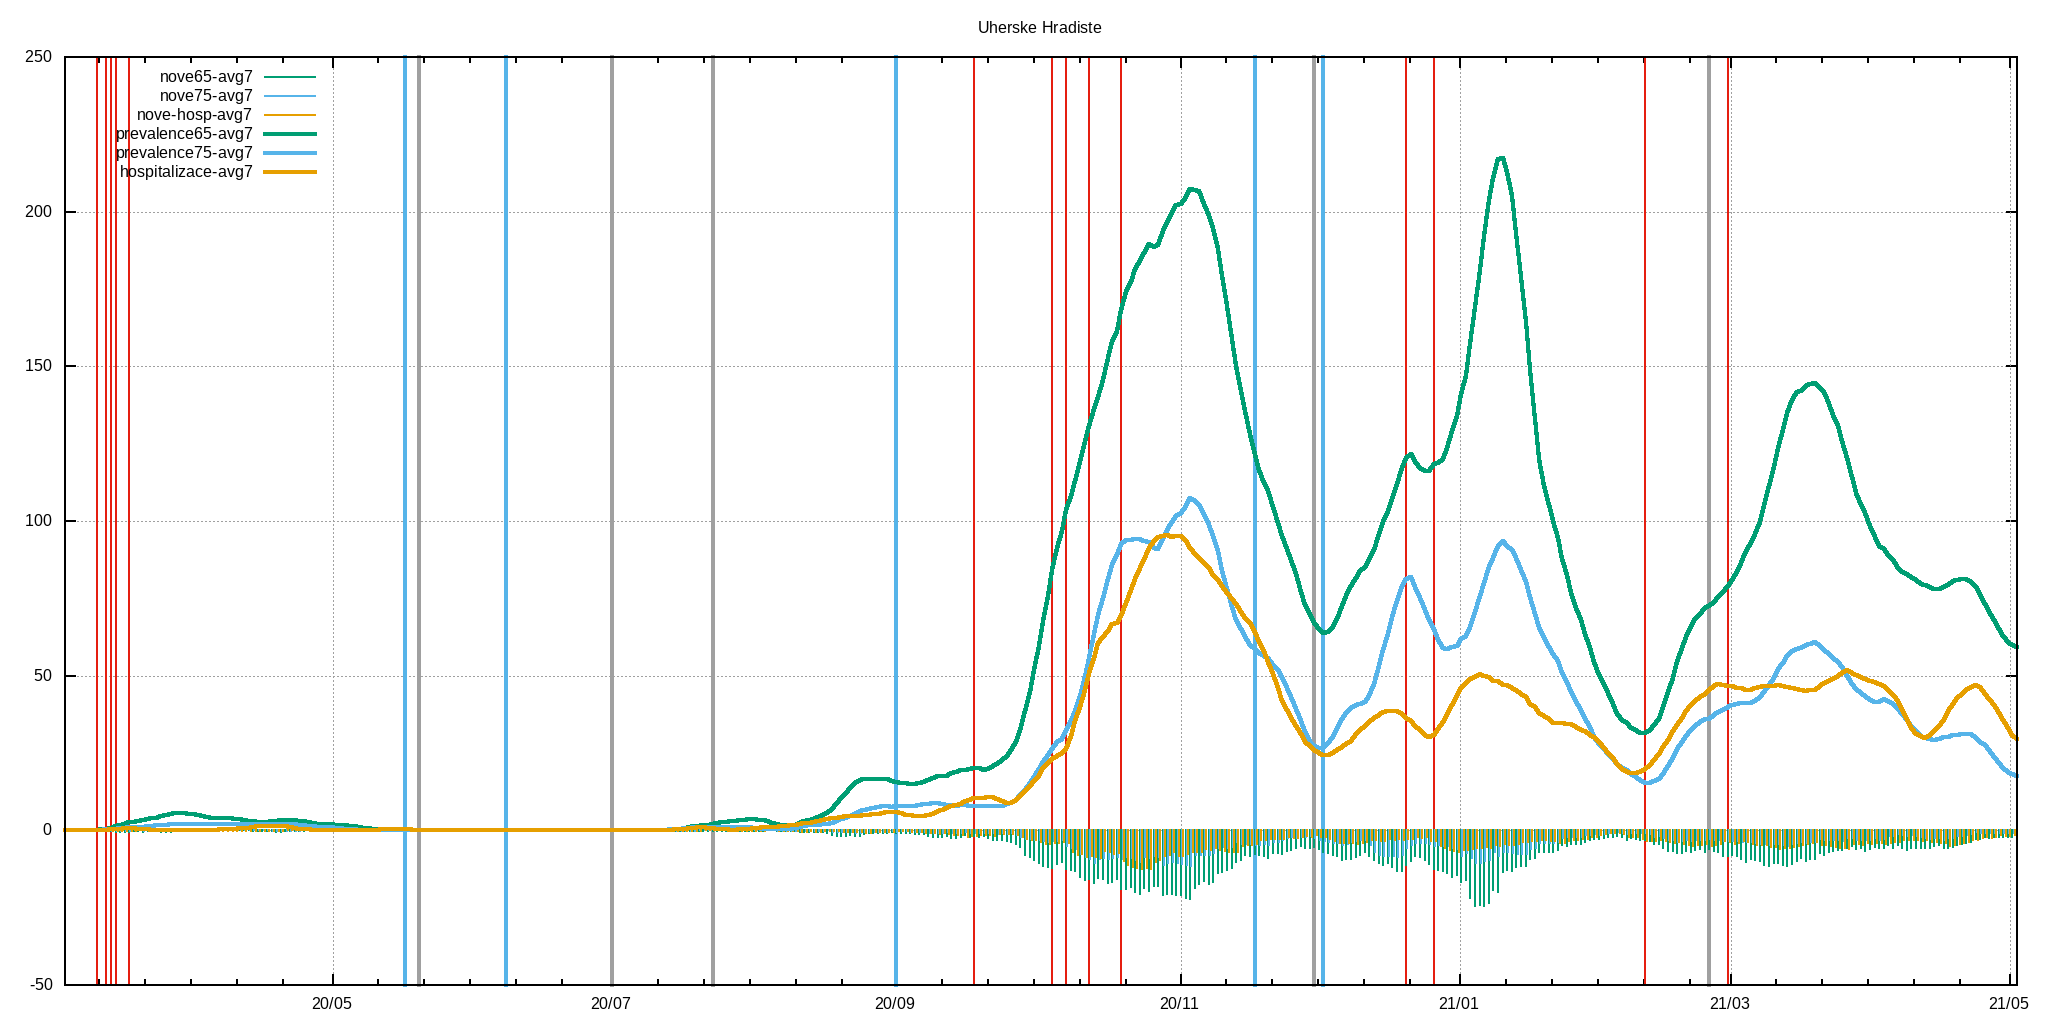 Uherske Hradiste
250
200
150
100
50
0
-50
nove65-avg7
nove75-avg7
nove-hosp-avg7
prevalence65-avg7
prevalence75-avg7
hospitalizace-avg7
20/05 20/07 20/09 20/11 21/01 21/03 21/05